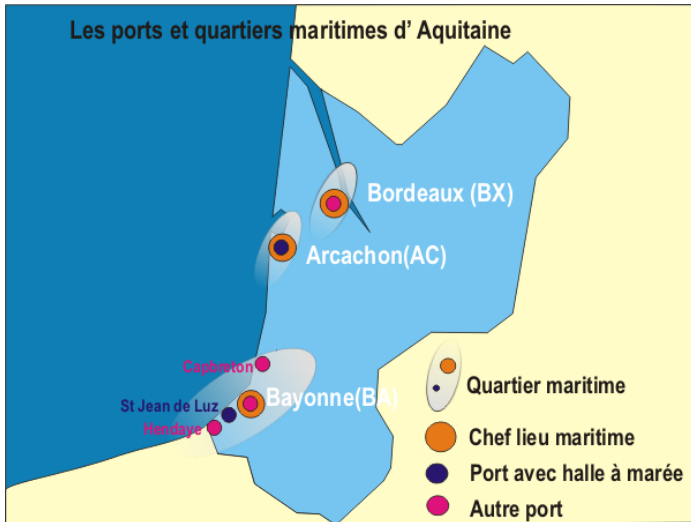 Les ports et quartiers maritimes d' Aquitaine
Bordeaux (BX)
Arcachon(AC)
Capbreton
Bayonne(BA)
St Jean de Luz
Hendaye
Quartier maritime
Chef lieu maritime
Port avec halle à marée
Autre port